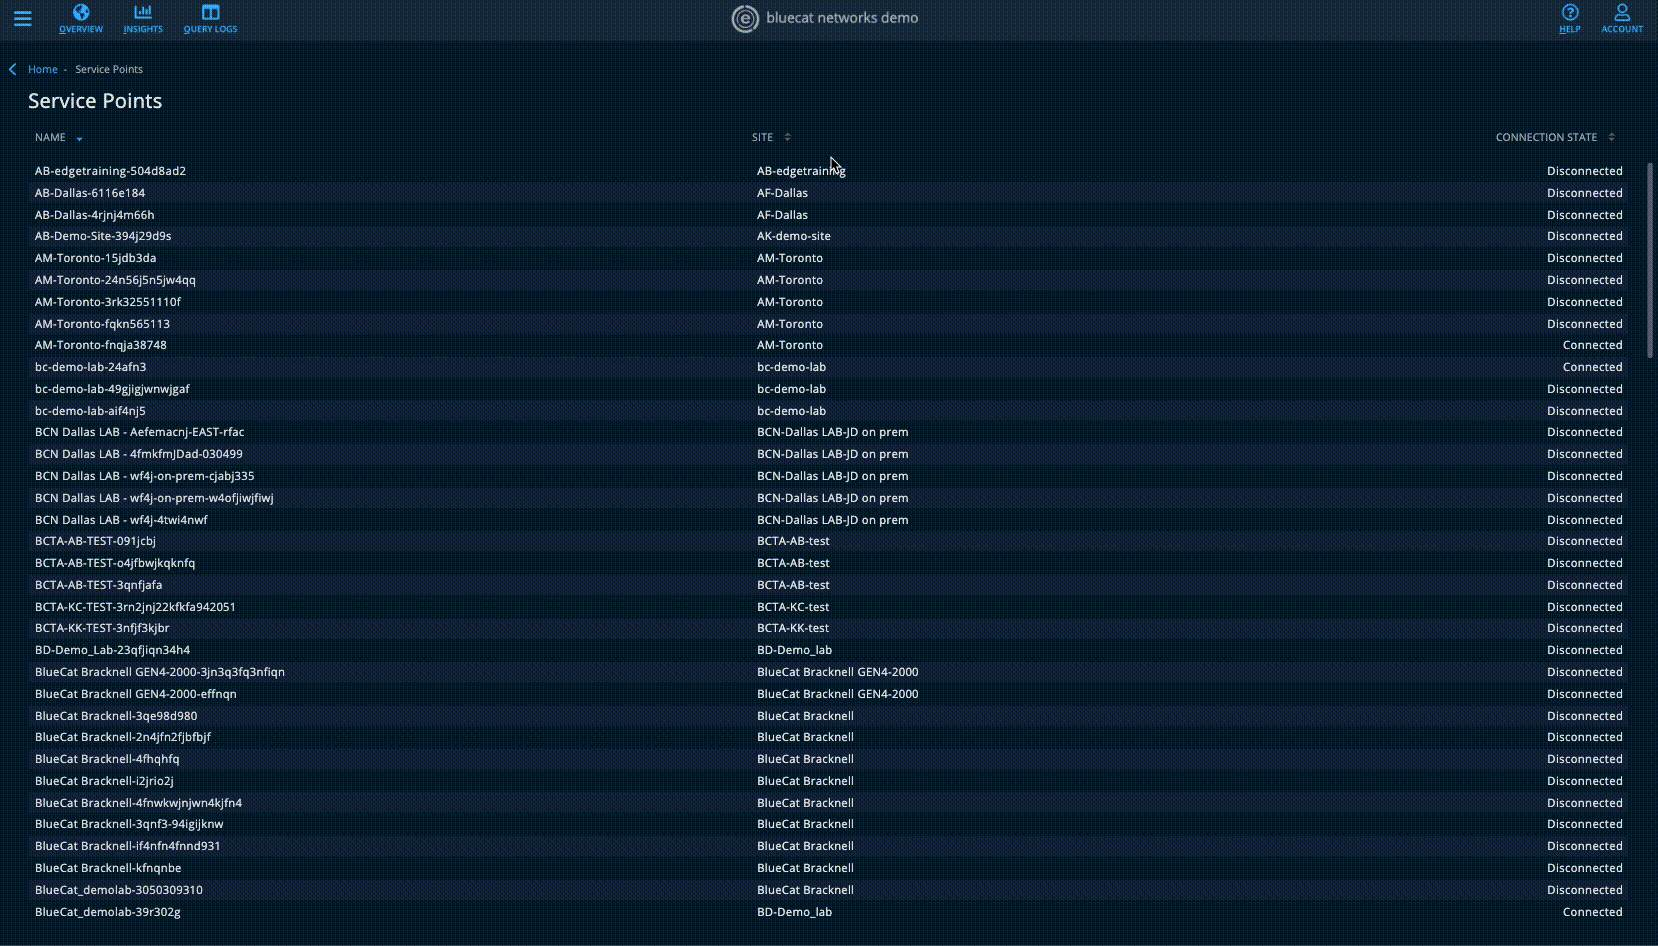 OVERVIEW INSIGHTS QUERY LOGS bluecat networks demo HELP ACCOUNT
Home - Service Points
Service Points
NAME SITE CONNECTION STATE
AB-edgetraining-504d8ad2 AB-edgetraining Disconnected
AB-Dallas-6116e184 AF-Dallas Disconnected
AB-Dallas-4rjnj4m66h AF-Dallas Disconnected
AB-Demo-Site-394j29d9s AK-demo-site Disconnected
AM-Toronto-15jdb3da AM-Toronto Disconnected
AM-Toronto-24n56j5n5jw4qq AM-Toronto Disconnected
AM-Toronto-3rk32551110f AM-Toronto Disconnected
AM-Toronto-fqkn565113 AM-Toronto Disconnected
AM-Toronto-fnqja38748 AM-Toronto Connected
bc-demo-lab-24afn3 bc-demo-lab Connected
bc-demo-lab-49gjigjwnwjgaf bc-demo-lab Disconnected
bc-demo-lab-aif4nj5 bc-demo-lab Disconnected
BCN Dallas LAB - Aefemacnj-EAST-rfac BCN-Dallas LAB-JD on prem Disconnected
BCN Dallas LAB - 4fmkfmJDad-030499 BCN-Dallas LAB-JD on prem Disconnected
BCN Dallas LAB - wf4j-on-prem-cjabj335 BCN-Dallas LAB-JD on prem Disconnected
BCN Dallas LAB - wf4j-on-prem-w4ofjiwjfiwj BCN-Dallas LAB-JD on prem Disconnected
BCN Dallas LAB - wf4j-4twi4nwf BCN-Dallas LAB-JD on prem Disconnected
BCTA-AB-TEST-091jcbj BCTA-AB-test Disconnected
BCTA-AB-TEST-o4jfbwjkqknfq BCTA-AB-test Disconnected
BCTA-AB-TEST-3qnfjafa BCTA-AB-test Disconnected
BCTA-KC-TEST-3rn2jnj22kfkfa942051 BCTA-KC-test Disconnected
BCTA-KK-TEST-3nfjf3kjbr BCTA-KK-test Disconnected
BD-Demo_Lab-23qfjiqn34h4 BD-Demo_lab Disconnected
BlueCat Bracknell GEN4-2000-3jn3q3fq3nfiqn BlueCat Bracknell GEN4-2000 Disconnected
BlueCat Bracknell GEN4-2000-effnqn BlueCat Bracknell GEN4-2000 Disconnected
BlueCat Bracknell-3qe98d980 BlueCat Bracknell Disconnected
BlueCat Bracknell-2n4jfn2fjbfbjf BlueCat Bracknell Disconnected
BlueCat Bracknell-4fhqhfq BlueCat Bracknell Disconnected
BlueCat Bracknell-i2jrio2j BlueCat Bracknell Disconnected
BlueCat Bracknell-4fnwkwjnjwn4kjfn4 BlueCat Bracknell Disconnected
BlueCat Bracknell-3qnf3-94igijknw BlueCat Bracknell Disconnected
BlueCat Bracknell-if4nfn4fnnd931 BlueCat Bracknell Disconnected
BlueCat Bracknell-kfnqnbe BlueCat Bracknell Disconnected
BlueCat_demolab-3050309310 BlueCat Bracknell Disconnected
BlueCat_demolab-39r302g BD-Demo_lab Connected